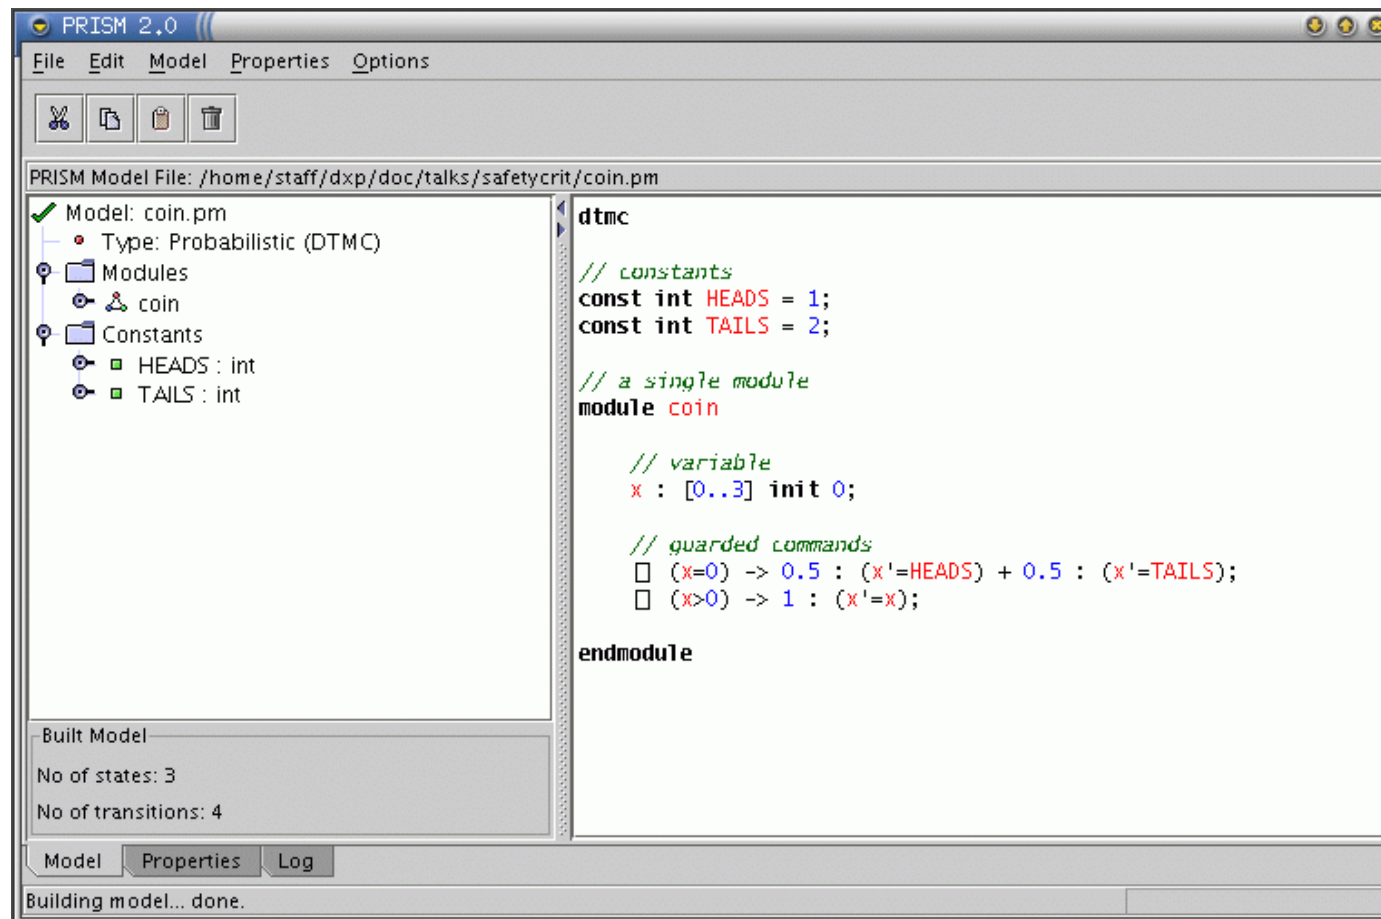 PRISM 2.0
File Edit Model Properties Options
PRISM Model File: /home/staff/dxp/doc/talks/safetycrit/coin.pm
Model: coin.pm
Type: Probabilistic (DTMC)
Modules
coin
Constants
HEADS : int
TAILS : int
Built Model
No of states: 3
No of transitions: 4
dtmc
// constants
const int HEADS = 1;
const int TAILS = 2;
// a single module
module coin
// variable
x : [0..3] init 0;
// guarded commands
[] (x=0) -> 0.5 : (x'=HEADS) + 0.5 : (x'=TAILS);
[] (x>0) -> 1 : (x'=x);
endmodule
Model Properties Log
Building model... done.